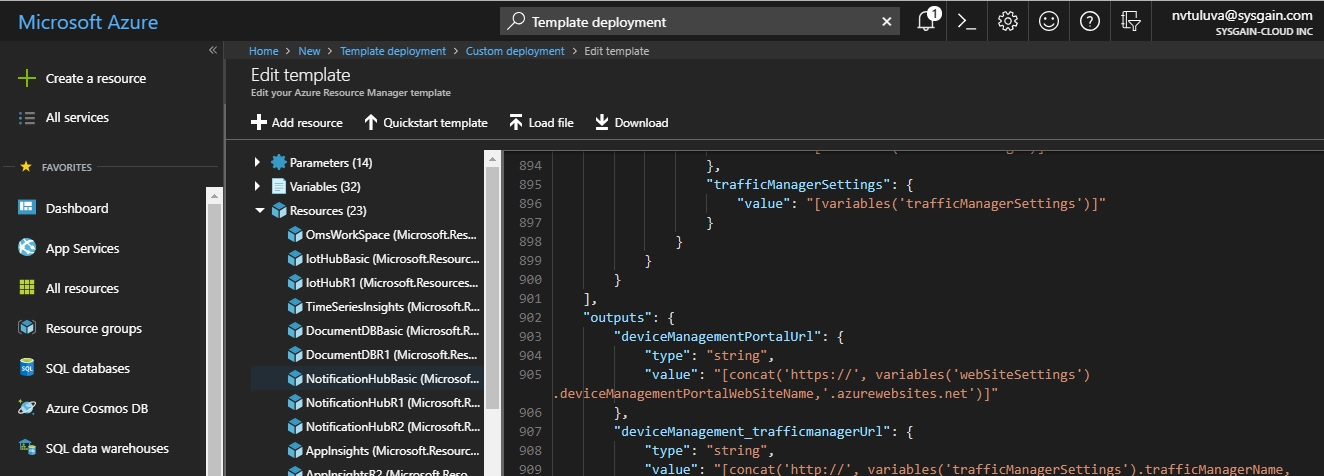 Microsoft Azure
Template deployment
1
nvtuluva@sysgain.com
SYSGAIN-CLOUD INC
Home > New > Template deployment > Custom deployment > Edit template
Edit template
Edit your Azure Resource Manager template
Add resource
Quickstart template
Load file
Download
Create a resource
All services
FAVORITES
Dashboard
App Services
All resources
Resource groups
SQL databases
Azure Cosmos DB
SQL data warehouses
Parameters (14)
Variables (32)
Resources (23)
OmsWorkSpace (Microsoft.Res...
IotHubBasic (Microsoft.Resourc...
IotHubR1 (Microsoft.Resources...
TimeSeriesInsights (Microsoft.R...
DocumentDBBasic (Microsoft.R...
DocumentDBR1 (Microsoft.Res...
NotificationHubBasic (Microsof...
NotificationHubR1 (Microsoft.R...
NotificationHubR2 (Microsoft.R...
AppInsights (Microsoft.Resourc...
AppInsightsR2 (Microsoft.Reso...
894 },
895 "trafficManagerSettings": {
896 "value": "[variables('trafficManagerSettings')]"
897 }
898 }
899 }
900 }
901 ],
902 "outputs": {
903 "deviceManagementPortalUrl": {
904 "type": "string",
905 "value": "[concat('https://', variables('webSiteSettings')
.deviceManagementPortalWebSiteName,'.azurewebsites.net')]"
906 },
907 "deviceManagement_trafficmanagerUrl": {
908 "type": "string",
909 "value": "[concat('http://', variables('trafficManagerSettings').trafficManagerName,